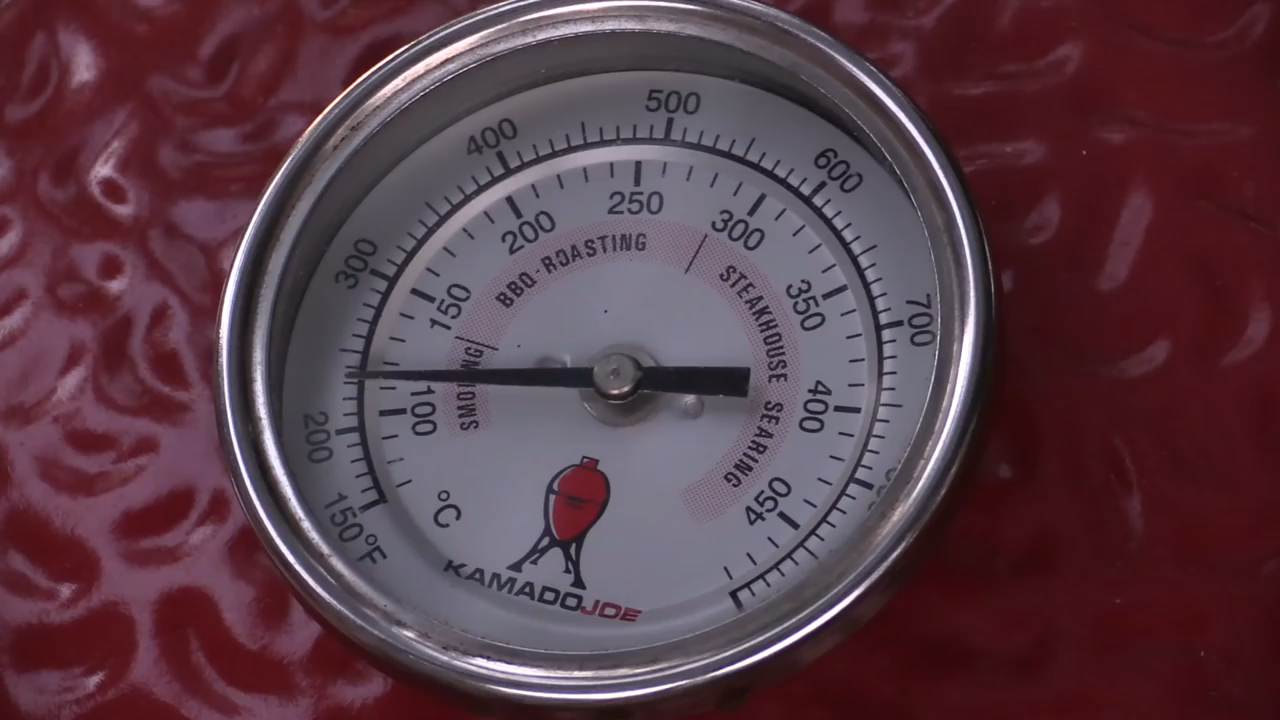 150°F
200
300
400
500
600
700
100
150
200
250
300
350
400
450
°C
SMOKING
BBQ-ROASTING
STEAKHOUSE SEARING
KAMADOJOE